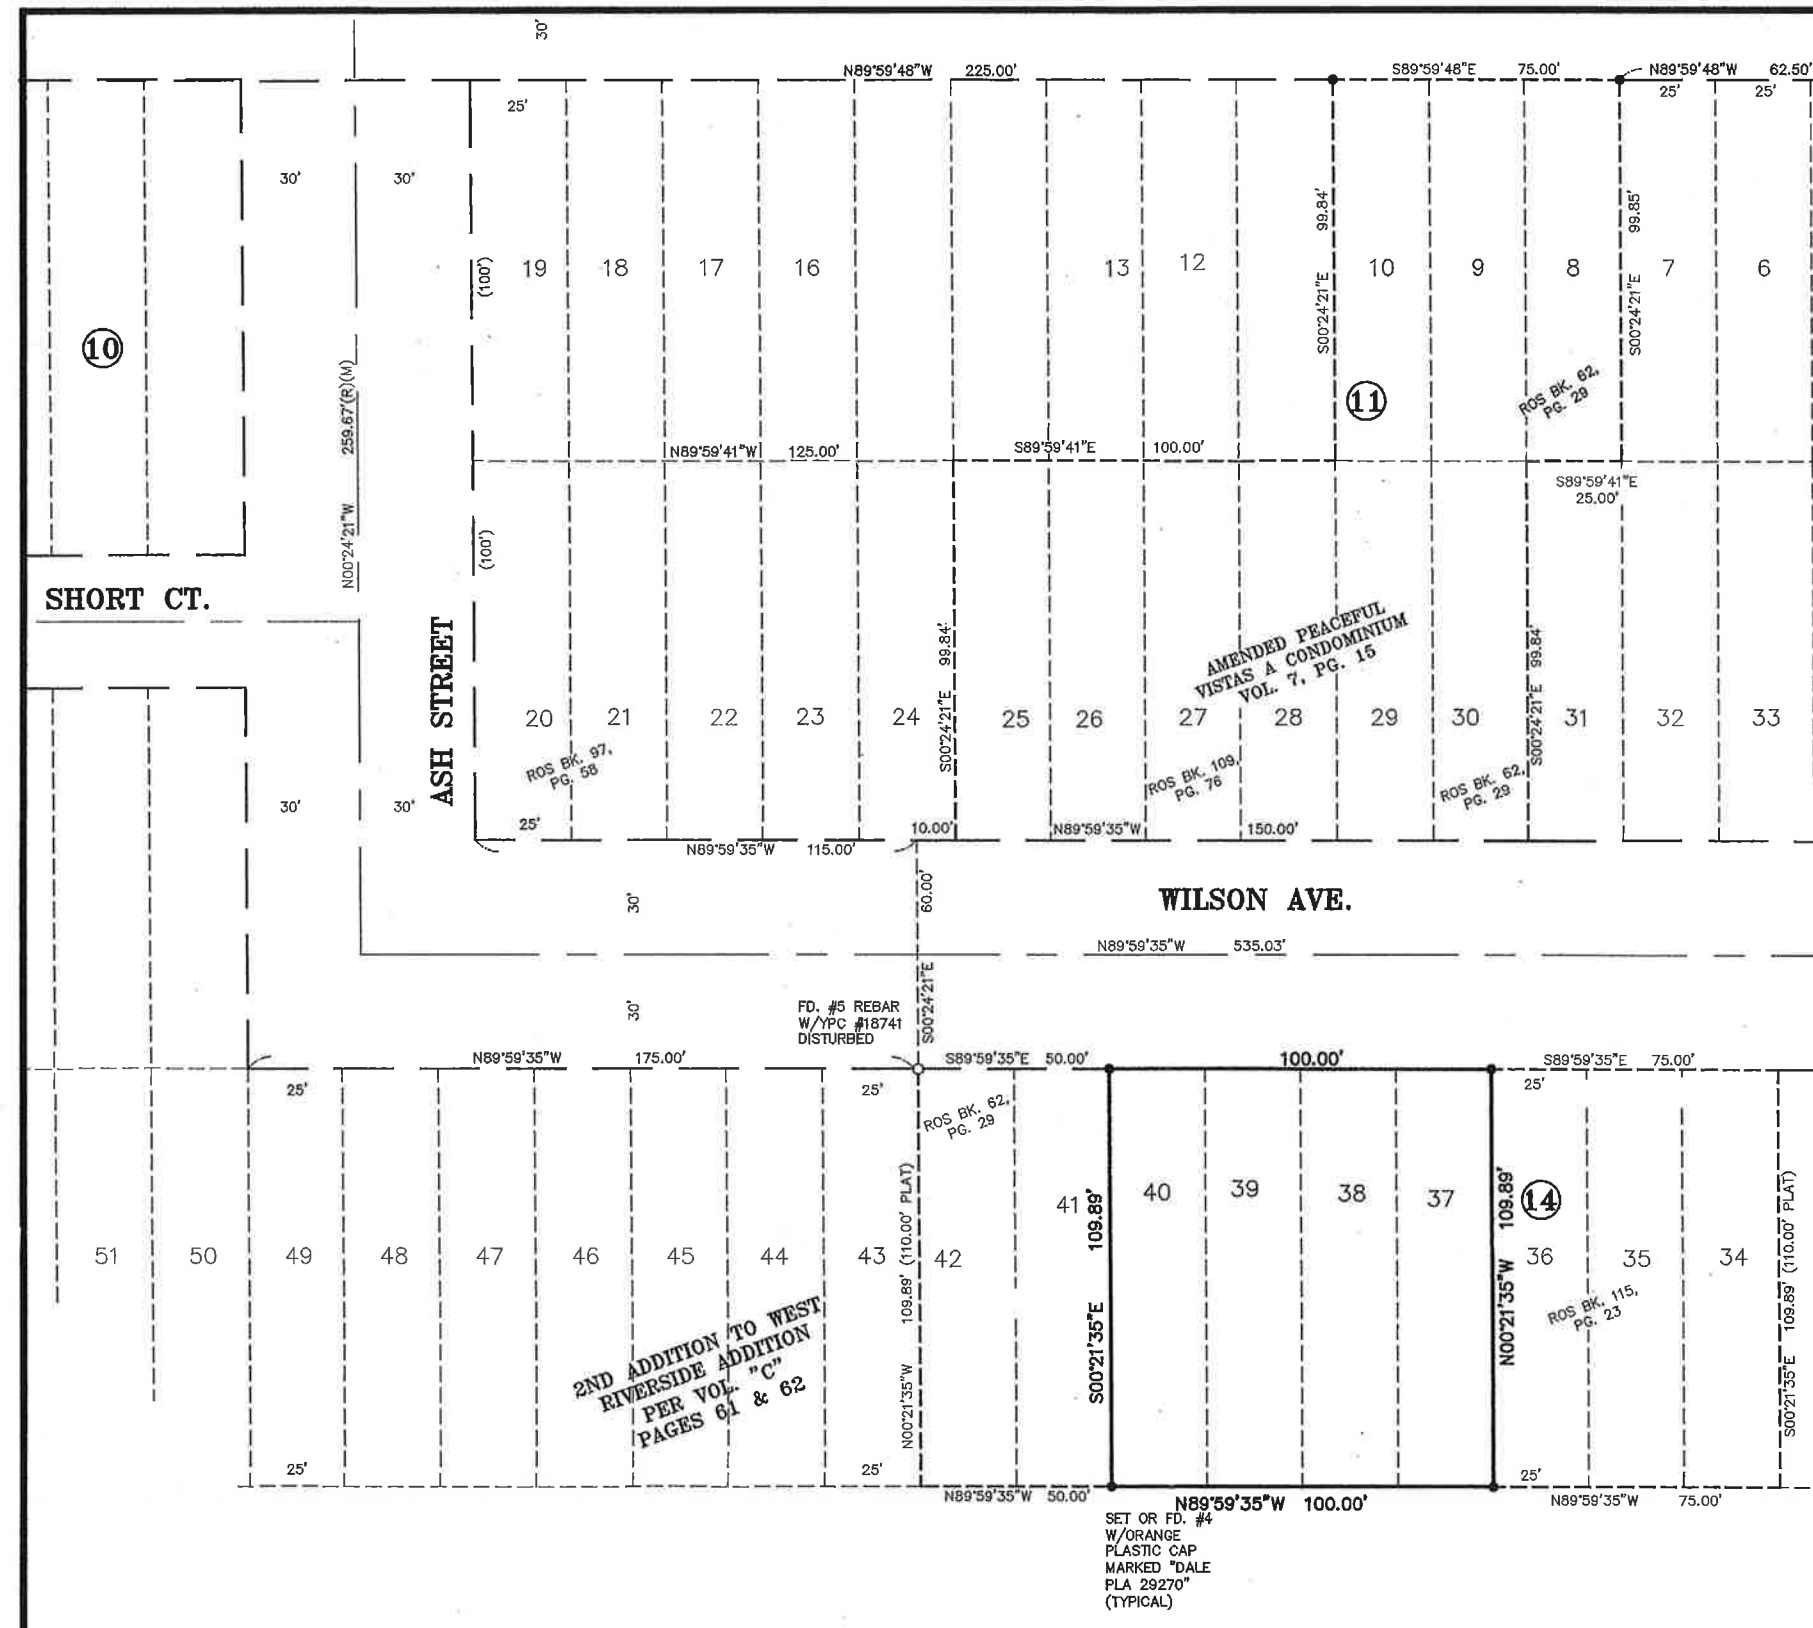 30'
N89°59'48"W 225.00'
S89°59'48"E 75.00'
N89°59'48"W 62.50'
25'
25'
25'
30'
30'
(100')
99.84'
S00°24'21"E
99.85'
S00°24'21"E
19
18
17
16
13
12
10
9
8
7
6
10
11
ROS BK. 62,
PG. 29
N00°24'21"W 259.67'(R)(M)
N89°59'41"W 125.00'
S89°59'41"E 100.00'
S89°59'41"E
25.00'
(100')
SHORT CT.
ASH STREET
S00°24'21"E 99.84'
AMENDED PEACEFUL
VISTAS A CONDOMINIUM
VOL. 7, PG. 15
S00°24'21"E 99.84'
20
21
22
23
24
25
26
27
28
29
30
31
32
33
ROS BK. 97,
PG. 58
ROS BK. 109,
PG. 76
ROS BK. 62,
PG. 29
30'
30'
25'
N89°59'35"W 115.00'
10.00'
N89°59'35"W 150.00'
30'
60.00'
S00°24'21"E
WILSON AVE.
N89°59'35"W 535.03'
30'
FD. #5 REBAR
W/YPC #18741
DISTURBED
N89°59'35"W 175.00'
S89°59'35"E 50.00'
100.00'
S89°59'35"E 75.00'
25'
25'
25'
ROS BK. 62,
PG. 29
N00°21'35"W 109.89' (110.00' PLAT)
S00°21'35"E 109.89'
N00°21'35"W 109.89'
S00°21'35"E 109.89' (110.00' PLAT)
51
50
49
48
47
46
45
44
43
42
41
40
39
38
37
14
36
35
34
ROS BK. 115,
PG. 23
2ND ADDITION TO WEST
RIVERSIDE ADDITION
PER VOL. "C"
PAGES 61 & 62
25'
25'
25'
N89°59'35"W 50.00'
N89°59'35"W 100.00'
N89°59'35"W 75.00'
SET OR FD. #4
W/ORANGE
PLASTIC CAP
MARKED "DALE
PLA 29270"
(TYPICAL)